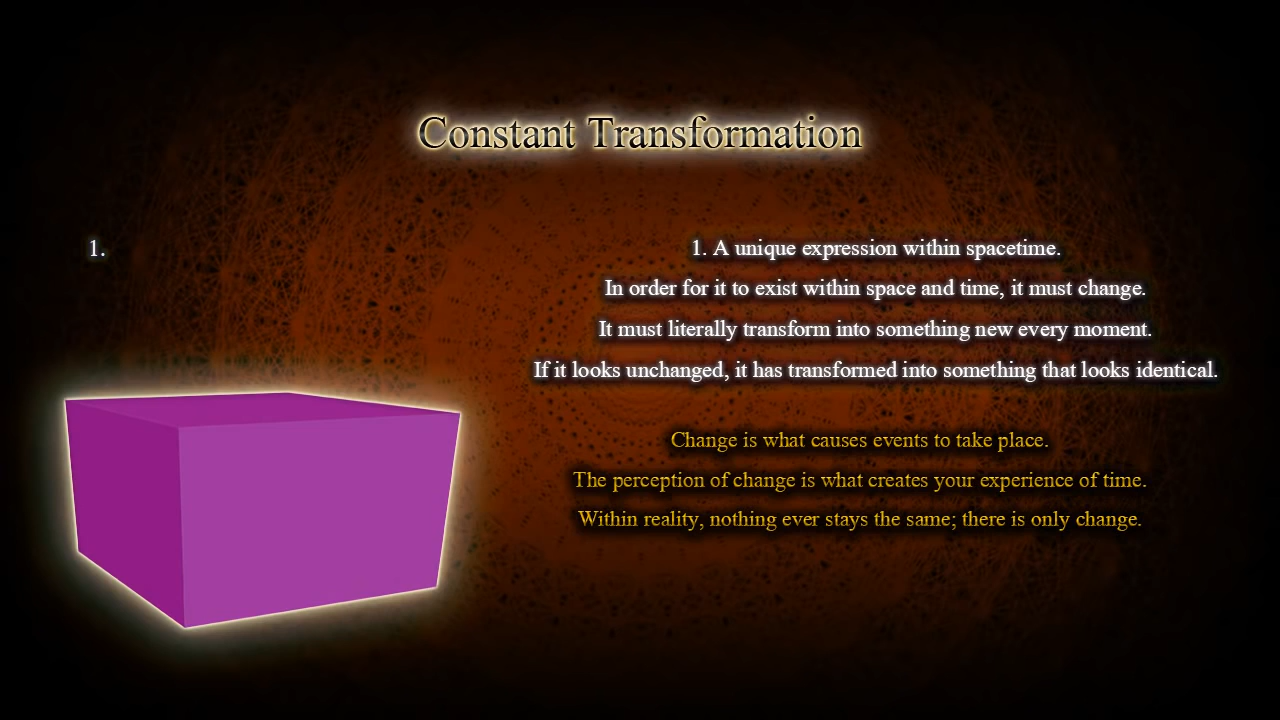 Constant Transformation
1.
1. A unique expression within spacetime.
In order for it to exist within space and time, it must change.
It must literally transform into something new every moment.
If it looks unchanged, it has transformed into something that looks identical.
Change is what causes events to take place.
The perception of change is what creates your experience of time.
Within reality, nothing ever stays the same; there is only change.